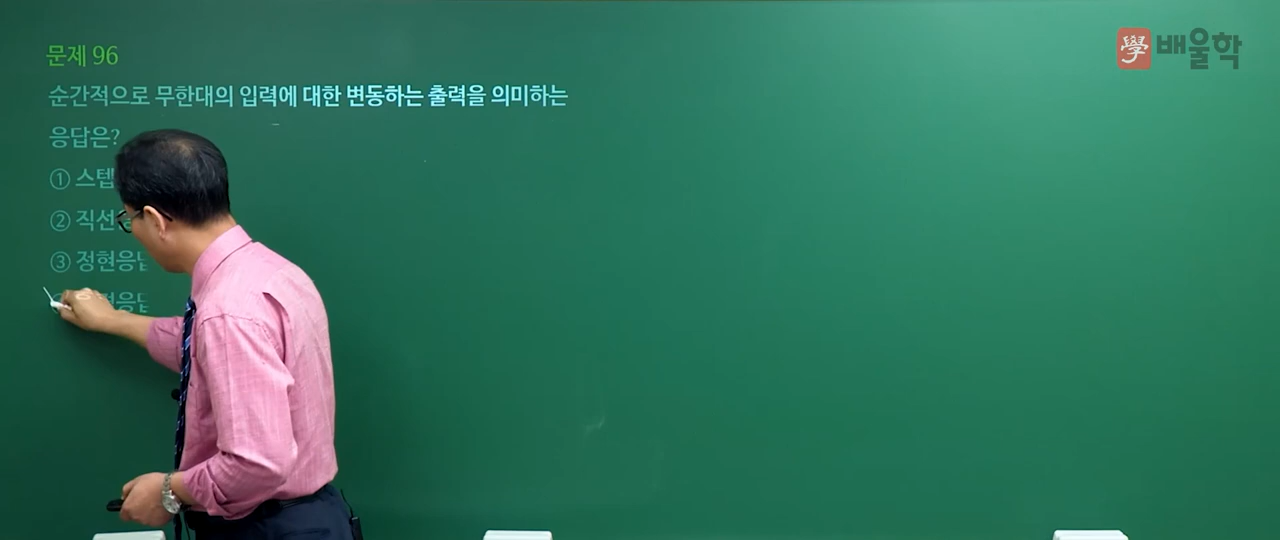 문제 96
순간적으로 무한대의 입력에 대한 변동하는 출력을 의미하는
응답은?
① 스텝
② 직선
③ 정현응답
學 배울학